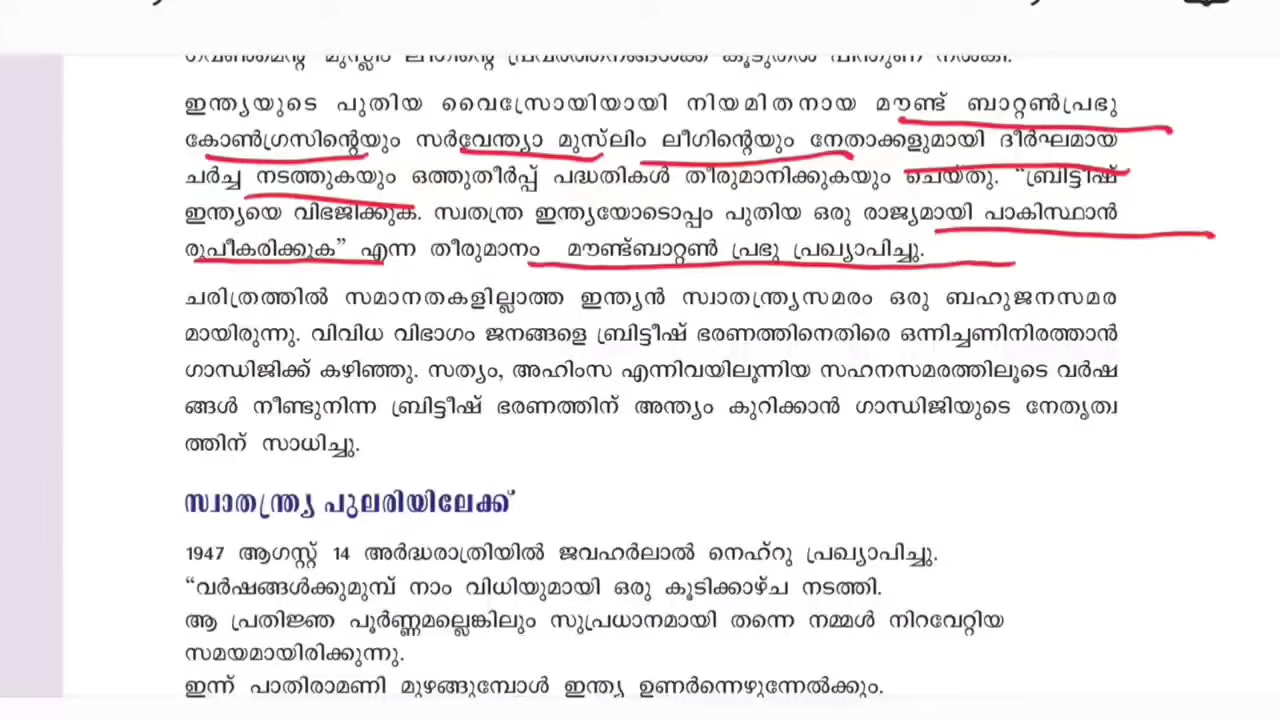 ഇന്ത്യയുടെ പുതിയ വൈസ്രോയിയായി നിയമിതനായ മൗണ്ട് ബാറ്റൺപ്രഭു
കോൺഗ്രസിന്റെയും സർവേന്ത്യാ മുസ്‌ലിം ലീഗിന്റെയും നേതാക്കളുമായി ദീർഘമായ
ചർച്ച നടത്തുകയും ഒത്തുതീർപ്പ് പദ്ധതികൾ തീരുമാനിക്കുകയും ചെയ്തു. “ബ്രിട്ടീഷ്
ഇന്ത്യയെ വിഭജിക്കുക. സ്വതന്ത്ര ഇന്ത്യയോടൊപ്പം പുതിയ ഒരു രാജ്യമായി പാകിസ്ഥാൻ
രൂപീകരിക്കുക” എന്ന തീരുമാനം മൗണ്ട്ബാറ്റൺ പ്രഭു പ്രഖ്യാപിച്ചു.
ചരിത്രത്തിൽ സമാനതകളില്ലാത്ത ഇന്ത്യൻ സ്വാതന്ത്ര്യസമരം ഒരു ബഹുജനസമര
മായിരുന്നു. വിവിധ വിഭാഗം ജനങ്ങളെ ബ്രിട്ടീഷ് ഭരണത്തിനെതിരെ ഒന്നിച്ചണിനിരത്താൻ
ഗാന്ധിജിക്ക് കഴിഞ്ഞു. സത്യം, അഹിംസ എന്നിവയിലൂന്നിയ സഹനസമരത്തിലൂടെ വർഷ
ങ്ങൾ നീണ്ടുനിന്ന ബ്രിട്ടീഷ് ഭരണത്തിന് അന്ത്യം കുറിക്കാൻ ഗാന്ധിജിയുടെ നേതൃത്വ
ത്തിന് സാധിച്ചു.
സ്വാതന്ത്ര്യ പുലരിയിലേക്ക്
1947 ആഗസ്റ്റ് 14 അർദ്ധരാത്രിയിൽ ജവഹർലാൽ നെഹ്റു പ്രഖ്യാപിച്ചു.
“വർഷങ്ങൾക്കുമുമ്പ് നാം വിധിയുമായി ഒരു കൂടിക്കാഴ്ച നടത്തി.
ആ പ്രതിജ്ഞ പൂർണ്ണമല്ലെങ്കിലും സുപ്രധാനമായി തന്നെ നമ്മൾ നിറവേറ്റിയ
സമയമായിരിക്കുന്നു.
ഇന്ന് പാതിരാമണി മുഴങ്ങുമ്പോൾ ഇന്ത്യ ഉണർന്നെഴുന്നേൽക്കും.